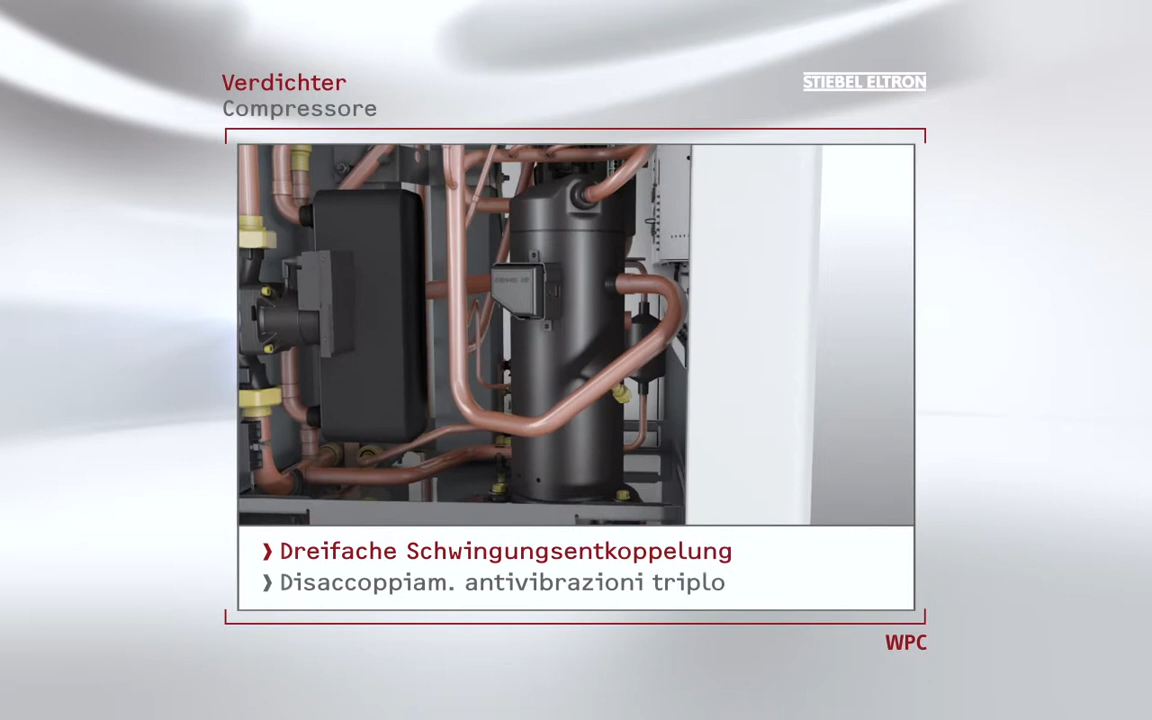 Verdichter
Compressore
STIEBEL ELTRON
❱ Dreifache Schwingungsentkoppelung
❱ Disaccoppiam. antivibrazioni triplo
WPC